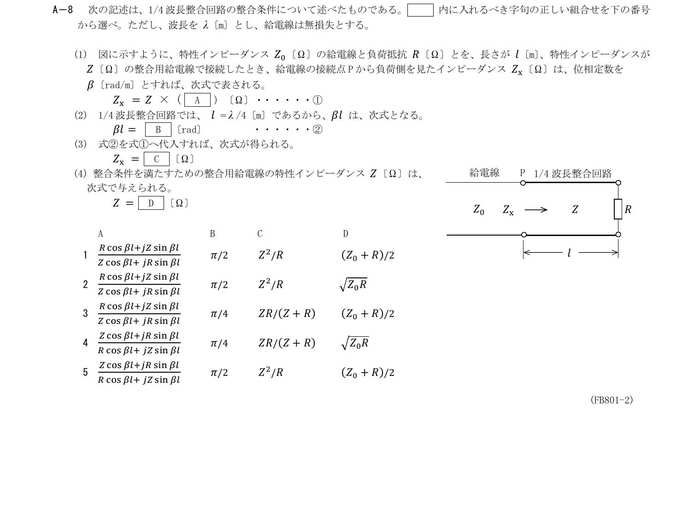 A－8　次の記述は、1/4 波長整合回路の整合条件について述べたものである。　　　内に入れるべき字句の正しい組合せを下の番号
から選べ。ただし、波長を λ〔m〕とし、給電線は無損失とする。
(1)　図に示すように、特性インピーダンス Z₀〔Ω〕の給電線と負荷抵抗 R〔Ω〕とを、長さが l〔m〕、特性インピーダンスが
Z〔Ω〕の整合用給電線で接続したとき、給電線の接続点Pから負荷側を見たインピーダンス Zₓ〔Ω〕は、位相定数を
β〔rad/m〕とすれば、次式で表される。
Zₓ = Z × ( A )〔Ω〕・・・・・・①
(2)　1/4 波長整合回路では、l =λ/4〔m〕であるから、βl は、次式となる。
βl = B〔rad〕　・・・・・・②
(3)　式②を式①へ代入すれば、次式が得られる。
Zₓ = C〔Ω〕
(4) 整合条件を満たすための整合用給電線の特性インピーダンス Z〔Ω〕は、
次式で与えられる。
Z = D〔Ω〕
給電線　P　1/4 波長整合回路
Z₀　Zₓ　Z　R
l
A　B　C　D
1　(R cos βl+jZ sin βl)/(Z cos βl+ jR sin βl)　π/2　Z²/R　(Z₀ + R)/2
2　(R cos βl+jZ sin βl)/(Z cos βl+ jR sin βl)　π/2　Z²/R　√Z₀R
3　(R cos βl+jZ sin βl)/(Z cos βl+ jR sin βl)　π/4　ZR/(Z + R)　(Z₀ + R)/2
4　(Z cos βl+jR sin βl)/(R cos βl+ jZ sin βl)　π/4　ZR/(Z + R)　√Z₀R
5　(Z cos βl+jR sin βl)/(R cos βl+ jZ sin βl)　π/2　Z²/R　(Z₀ + R)/2
(FB801-2)